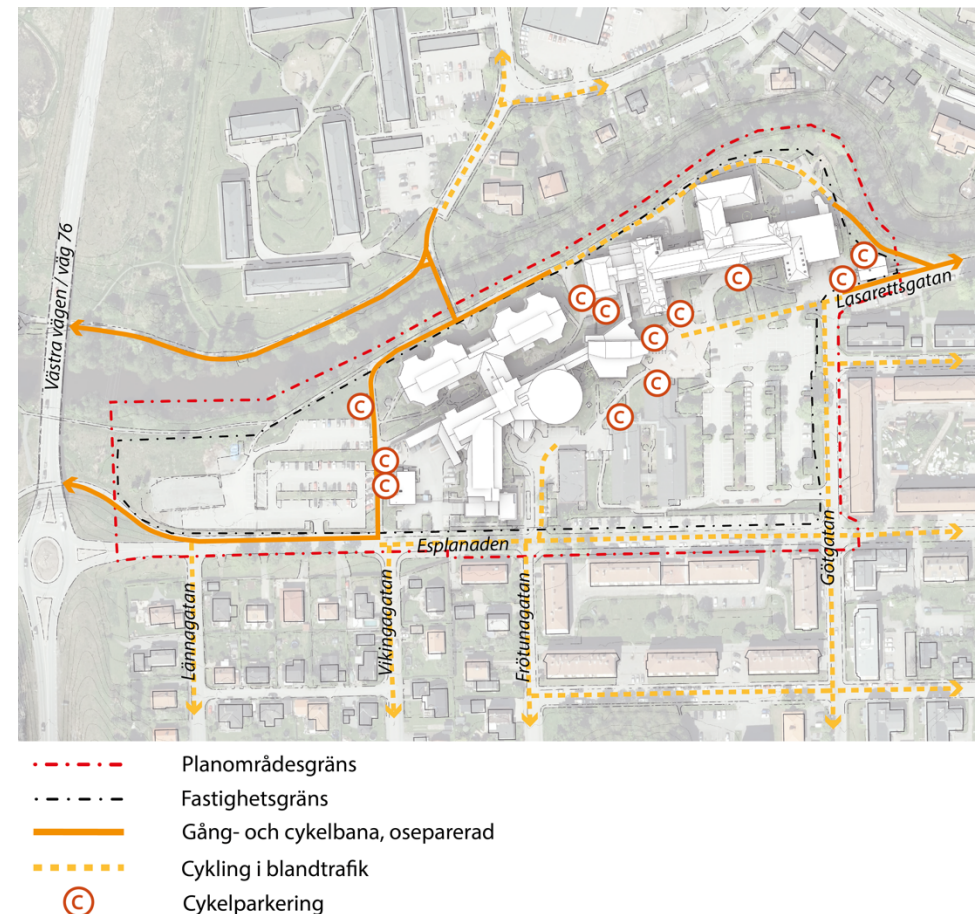 Västra vägen / väg 76
C
C
C
C
C
C
C
C
C
C
C
C
Lasarettsgatan
Esplanaden
Lännagatan
Vikingagatan
Frötunagatan
Götgatan
Planområdesgräns
Fastighetsgräns
Gång- och cykelbana, oseparerad
Cykling i blandtrafik
C Cykelparkering